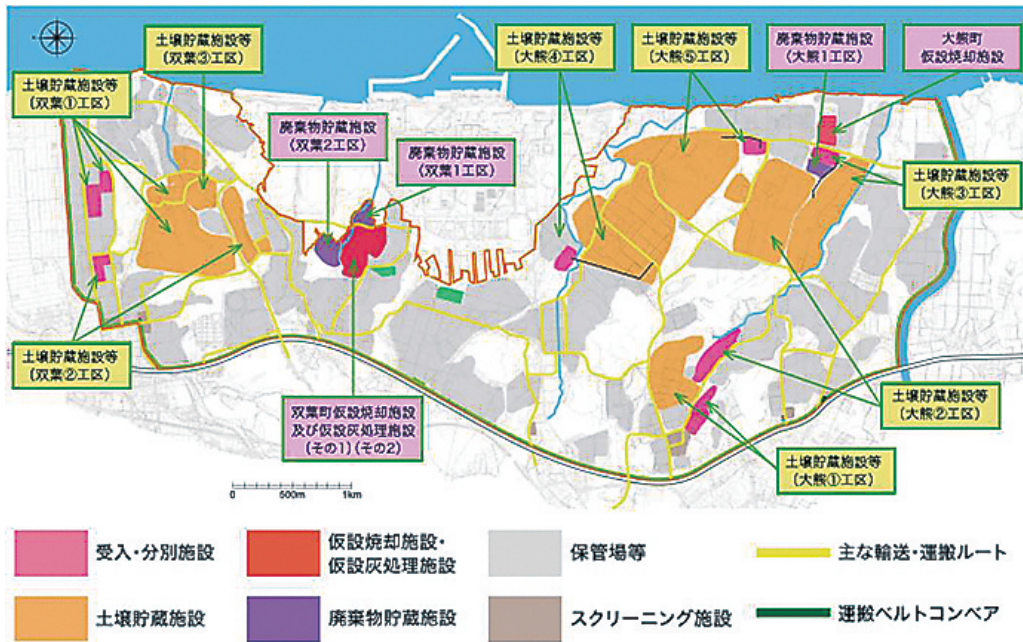 土壌貯蔵施設等
(双葉③工区)
土壌貯蔵施設等
(大熊④工区)
土壌貯蔵施設等
(大熊⑤工区)
廃棄物貯蔵施設
(大熊1工区)
大熊町
仮設焼却施設
土壌貯蔵施設等
(双葉①工区)
廃棄物貯蔵施設
(双葉2工区)
廃棄物貯蔵施設
(双葉1工区)
土壌貯蔵施設等
(大熊③工区)
土壌貯蔵施設等
(双葉②工区)
双葉町仮設焼却施設
及び仮設灰処理施設
(その1)(その2)
土壌貯蔵施設等
(大熊②工区)
土壌貯蔵施設等
(大熊①工区)
0 500m 1km
受入・分別施設
仮設焼却施設・
仮設灰処理施設
保管場等
主な輸送・運搬ルート
土壌貯蔵施設
廃棄物貯蔵施設
スクリーニング施設
運搬ベルトコンベア